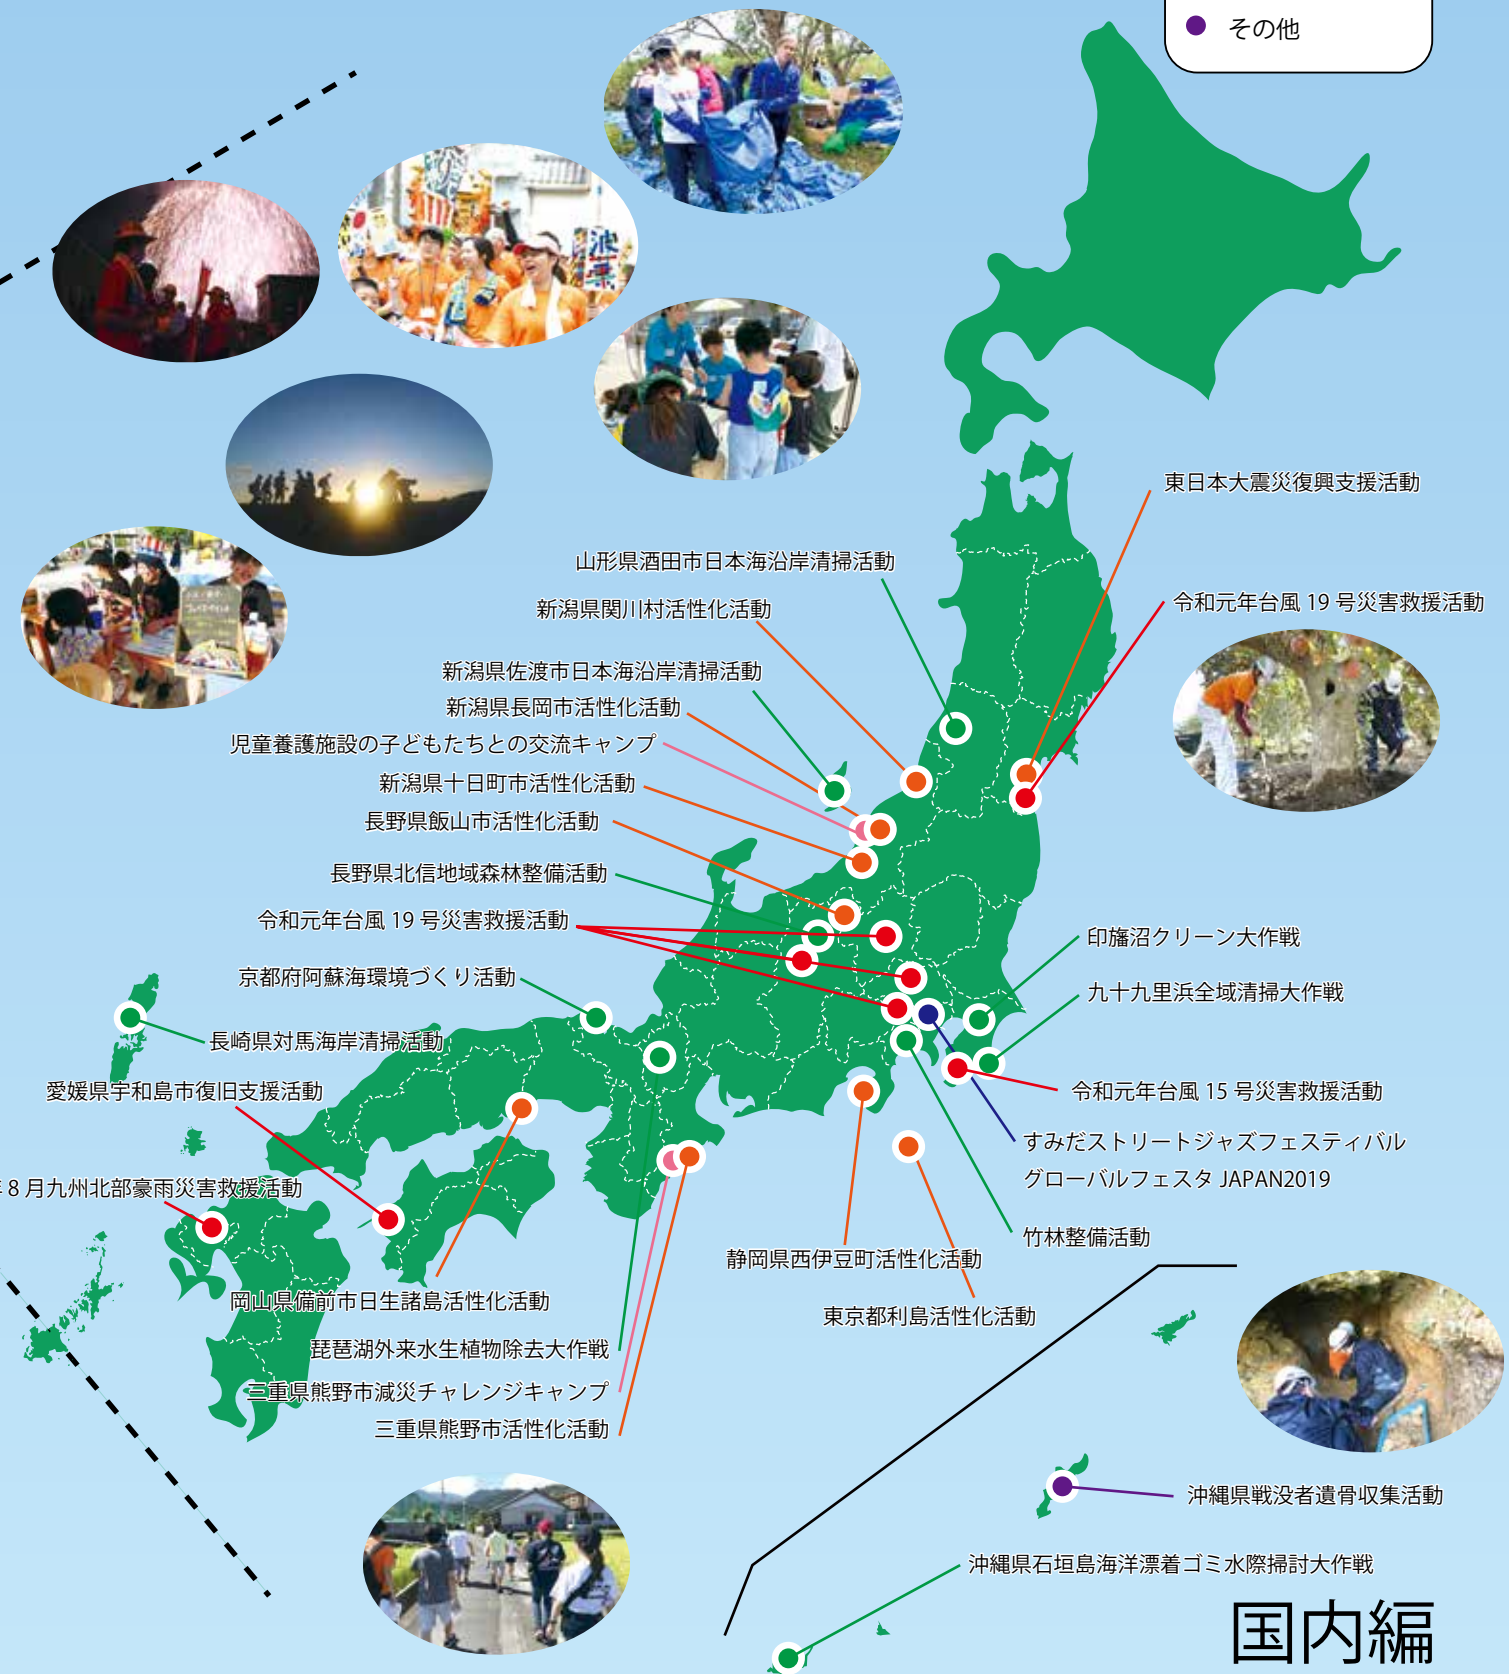 その他
東日本大震災復興支援活動
山形県酒田市日本海沿岸清掃活動
令和元年台風 19 号災害救援活動
新潟県関川村活性化活動
新潟県佐渡市日本海沿岸清掃活動
新潟県長岡市活性化活動
児童養護施設の子どもたちとの交流キャンプ
新潟県十日町市活性化活動
長野県飯山市活性化活動
長野県北信地域森林整備活動
令和元年台風 19 号災害救援活動
印旛沼クリーン大作戦
京都府阿蘇海環境づくり活動
九十九里浜全域清掃大作戦
長崎県対馬海岸清掃活動
愛媛県宇和島市復旧支援活動
令和元年台風 15 号災害救援活動
すみだストリートジャズフェスティバル
グローバルフェスタ JAPAN2019
8 月九州北部豪雨災害救援活動
竹林整備活動
静岡県西伊豆町活性化活動
岡山県備前市日生諸島活性化活動
東京都利島活性化活動
琵琶湖外来水生植物除去大作戦
三重県熊野市減災チャレンジキャンプ
三重県熊野市活性化活動
沖縄県戦没者遺骨収集活動
沖縄県石垣島海洋漂着ゴミ水際掃討大作戦
国内編